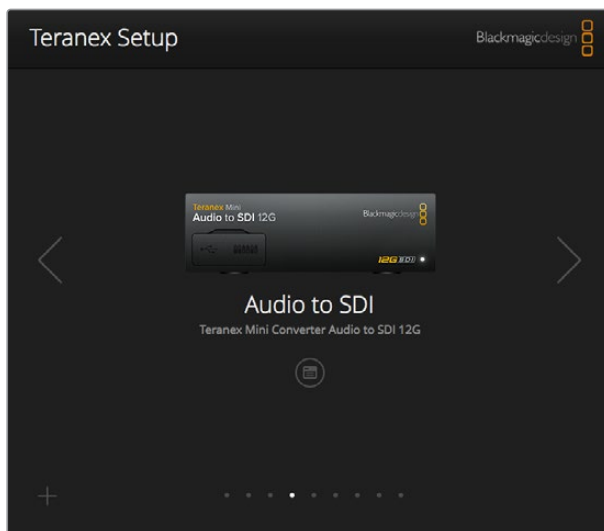 Teranex Setup
Blackmagicdesign
Teranex Mini
Audio to SDI 12G
Blackmagicdesign
12G SDI
Audio to SDI
Teranex Mini Converter Audio to SDI 12G